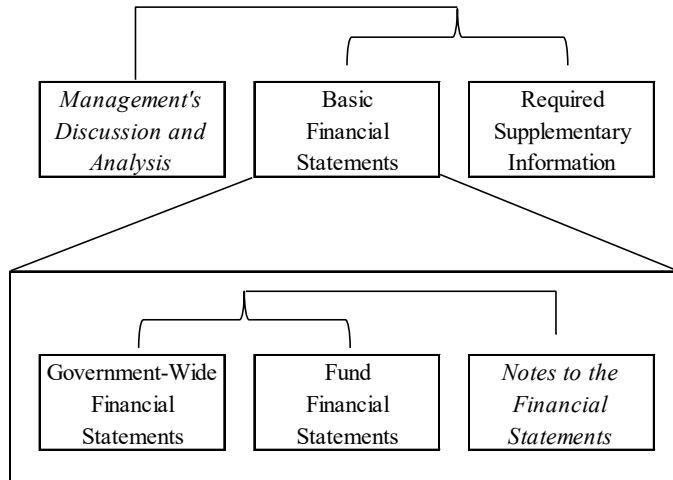 Management's
Discussion and
Analysis
Basic
Financial
Statements
Required
Supplementary
Information
Government-Wide
Financial
Statements
Fund
Financial
Statements
Notes to the
Financial
Statements